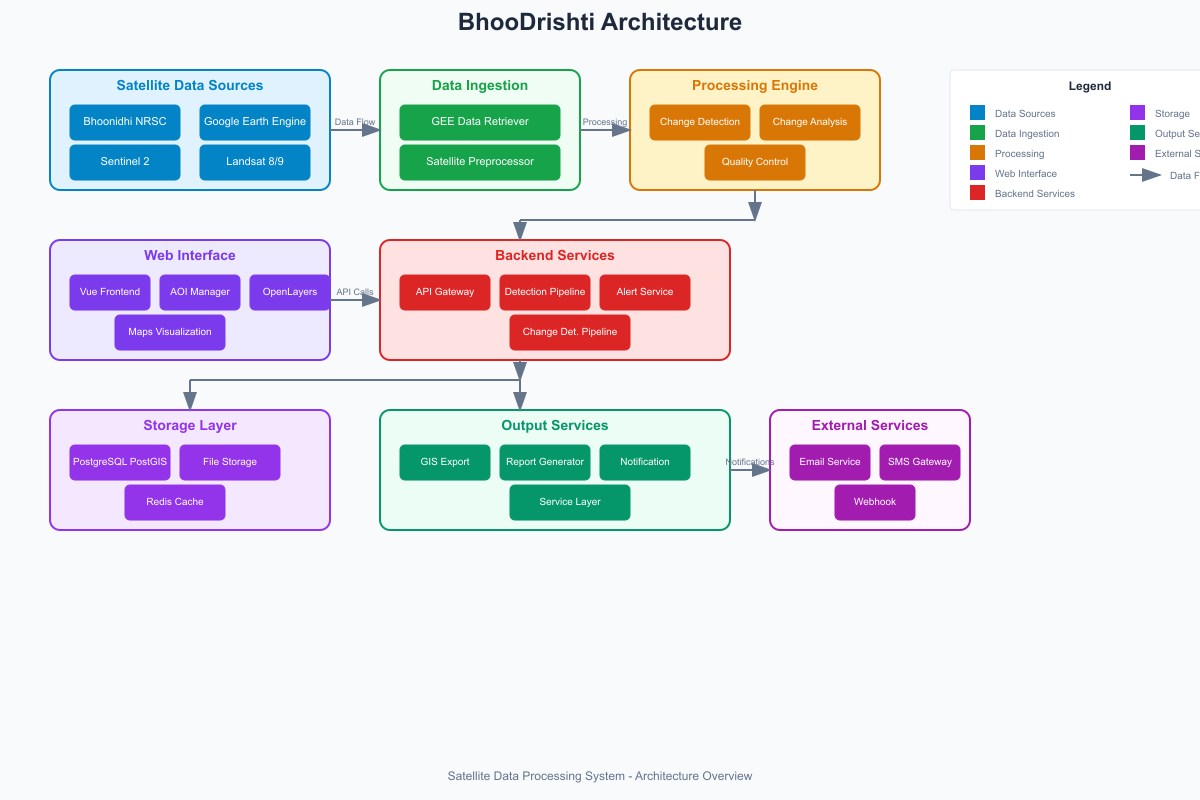 BhooDrishti Architecture
Satellite Data Sources
Bhoonidhi NRSC
Google Earth Engine
Sentinel 2
Landsat 8/9
Data Flow
Data Ingestion
GEE Data Retriever
Satellite Preprocessor
Processing
Processing Engine
Change Detection
Change Analysis
Quality Control
Legend
Data Sources
Data Ingestion
Processing
Web Interface
Backend Services
Storage
Output Se
External S
Data F
Web Interface
Vue Frontend
AOI Manager
OpenLayers
Maps Visualization
API Calls
Backend Services
API Gateway
Detection Pipeline
Alert Service
Change Det. Pipeline
Storage Layer
PostgreSQL PostGIS
File Storage
Redis Cache
Output Services
GIS Export
Report Generator
Notification
Service Layer
Notifications
External Services
Email Service
SMS Gateway
Webhook
Satellite Data Processing System - Architecture Overview